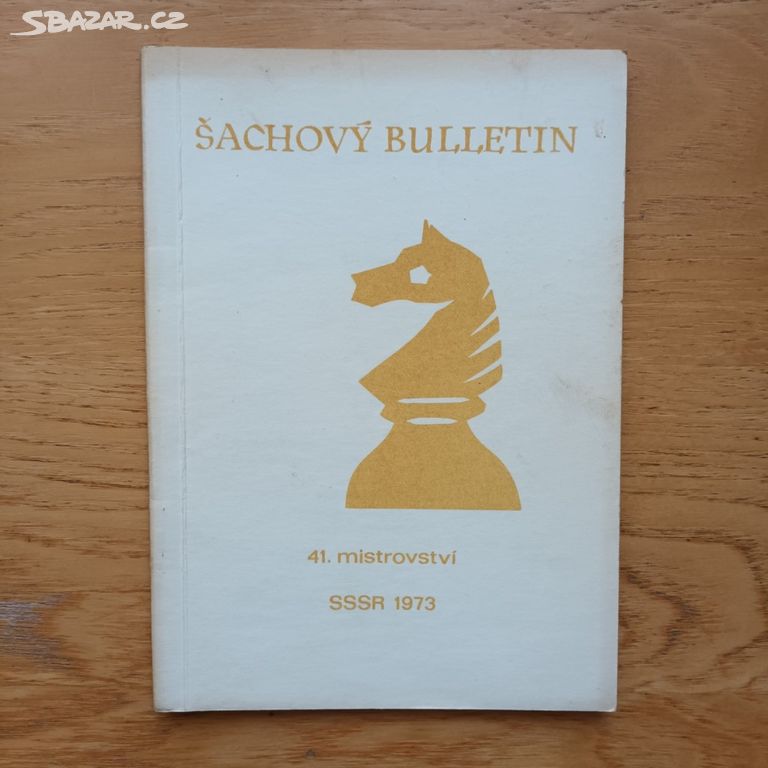 SBAZAR.CZ
ŠACHOVÝ BULLETIN
41. mistrovství
SSSR 1973